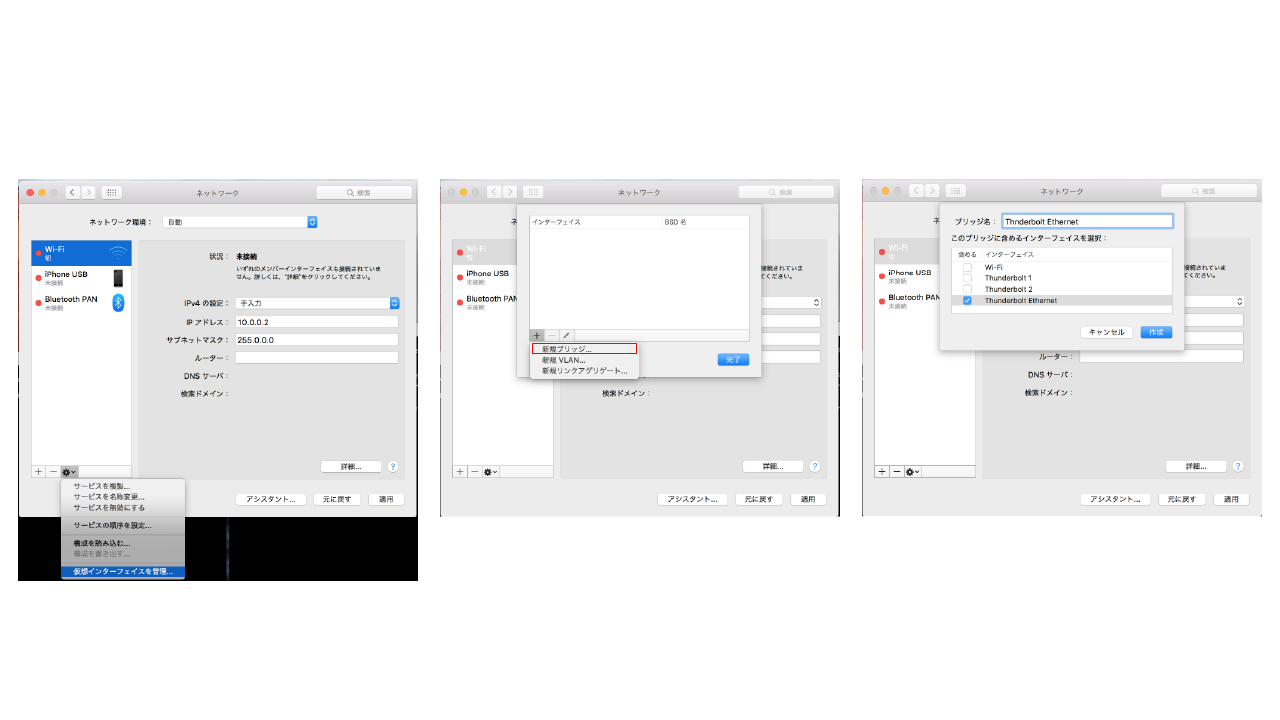 ネットワーク
検索
ネットワーク環境：
自動
Wi-Fi
切
iPhone USB
未接続
Bluetooth PAN
未接続
状況：
未接続
いずれのメンバーインターフェイスも接続されていま
せん。詳しくは、"詳細"をクリックしてください。
IPv4 の設定：
手入力
IP アドレス：
10.0.0.2
サブネットマスク：
255.0.0.0
ルーター：
DNS サーバ：
検索ドメイン：
詳細...
?
アシスタント...
元に戻す
適用
サービスを複製...
サービスを名称変更...
サービスを無効にする
サービスの順序を設定...
構成を読み込む...
構成を書き出す...
仮想インターフェイスを管理...
ネットワーク
検索
ネ
インターフェイス
BSD 名
Wi-Fi
切
iPhone USB
未接続
Bluetooth PAN
未接続
接続されていま
てください。
新規ブリッジ...
新規 VLAN...
新規リンクアグリゲート...
完了
検索ドメイン：
詳細...
?
アシスタント...
元に戻す
適用
ネットワーク
検索
ネ
ブリッジ名：
Thnderbolt Ethernet
このブリッジに含めるインターフェイスを選択：
含める
インターフェイス
Wi-Fi
Thunderbolt 1
Thunderbolt 2
Thunderbolt Ethernet
キャンセル
作成
Wi-Fi
切
iPhone USB
未接続
Bluetooth PAN
未接続
接続されていま
てください。
ルーター：
DNS サーバ：
検索ドメイン：
詳細...
?
アシスタント...
元に戻す
適用